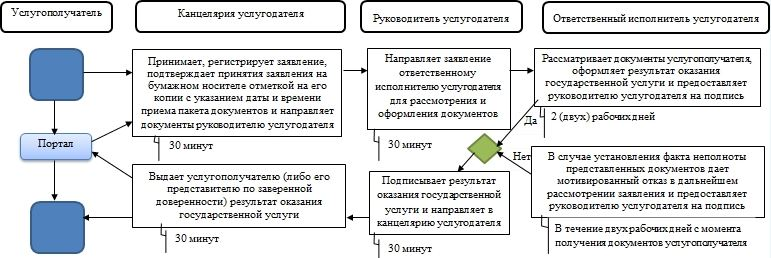 Услугополучатель
Канцелярия услугодателя
Руководитель услугодателя
Ответственный исполнитель услугодателя
Принимает, регистрирует заявление,
подтверждает принятия заявления на
бумажном носителе отметкой на его
копии с указанием даты и времени
приема пакета документов и направляет
документы руководителю услугодателя
30 минут
Направляет заявление
ответственному
исполнителю услугодателя
для рассмотрения и
оформления документов
30 минут
Рассматривает документы услугополучателя,
оформляет результат оказания
государственной услуги и предоставляет
руководителю услугодателя на подпись
2 (двух) рабочих дней
Да
Нет
Портал
Выдает услугополучателю (либо его
представителю по заверенной
доверенности) результат оказания
государственной услуги
30 минут
Подписывает результат
оказания государственной
услуги и направляет в
канцелярию услугодателя
30 минут
В случае установления факта неполноты
представленных документов дает
мотивированный отказ в дальнейшем
рассмотрении заявления и предоставляет
руководителю услугодателя на подпись
В течение двух рабочих дней с момента
получения документов услугополучателя